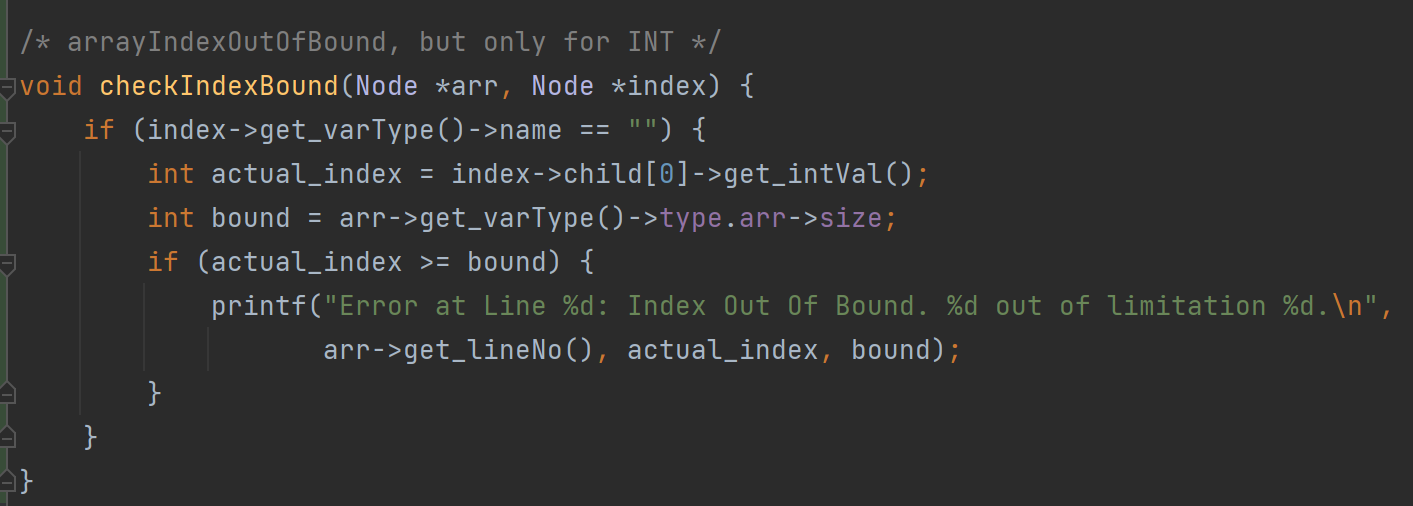 /* arrayIndexOutOfBound, but only for INT */
void checkIndexBound(Node *arr, Node *index) {
    if (index->get_varType()->name == "") {
        int actual_index = index->child[0]->get_intVal();
        int bound = arr->get_varType()->type.arr->size;
        if (actual_index >= bound) {
            printf("Error at Line %d: Index Out Of Bound. %d out of limitation %d.\n",
                   arr->get_lineNo(), actual_index, bound);
        }
    }
}